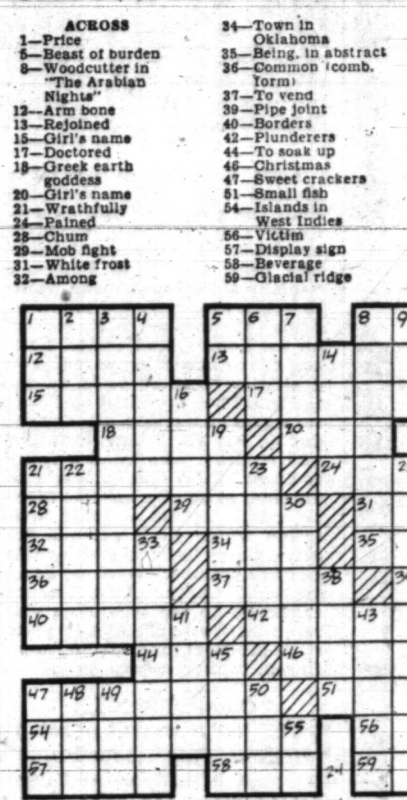 ACROSS
1—Price
5—Beast of burden
8—Woodcutter in
"The Arabian
Nights"
12—Arm bone
13—Rejoined
15—Girl's name
17—Doctored
18—Greek earth
goddess
20—Girl's name
21—Wrathfully
24—Pained
28—Chum
29—Mob fight
31—White frost
32—Among
34—Town in
Oklahoma
35—Being, in abstract
36—Common (comb.
form)
37—To vend
39—Pipe joint
40—Borders
42—Plunderers
44—To soak up
46—Christmas
47—Sweet crackers
51—Small fish
54—Islands in
West Indies
56—Victim
57—Display sign
58—Beverage
59—Glacial ridge
1 2 3 4 5 6 7 8 9
12 13 14
15 16 17
18 19 20
21 22 23 24
28 29 30 31
32 33 34 35
36 37 38
40 41 42 43
44 45 46
47 48 49 50 51
54 55 56
57 58 24 59